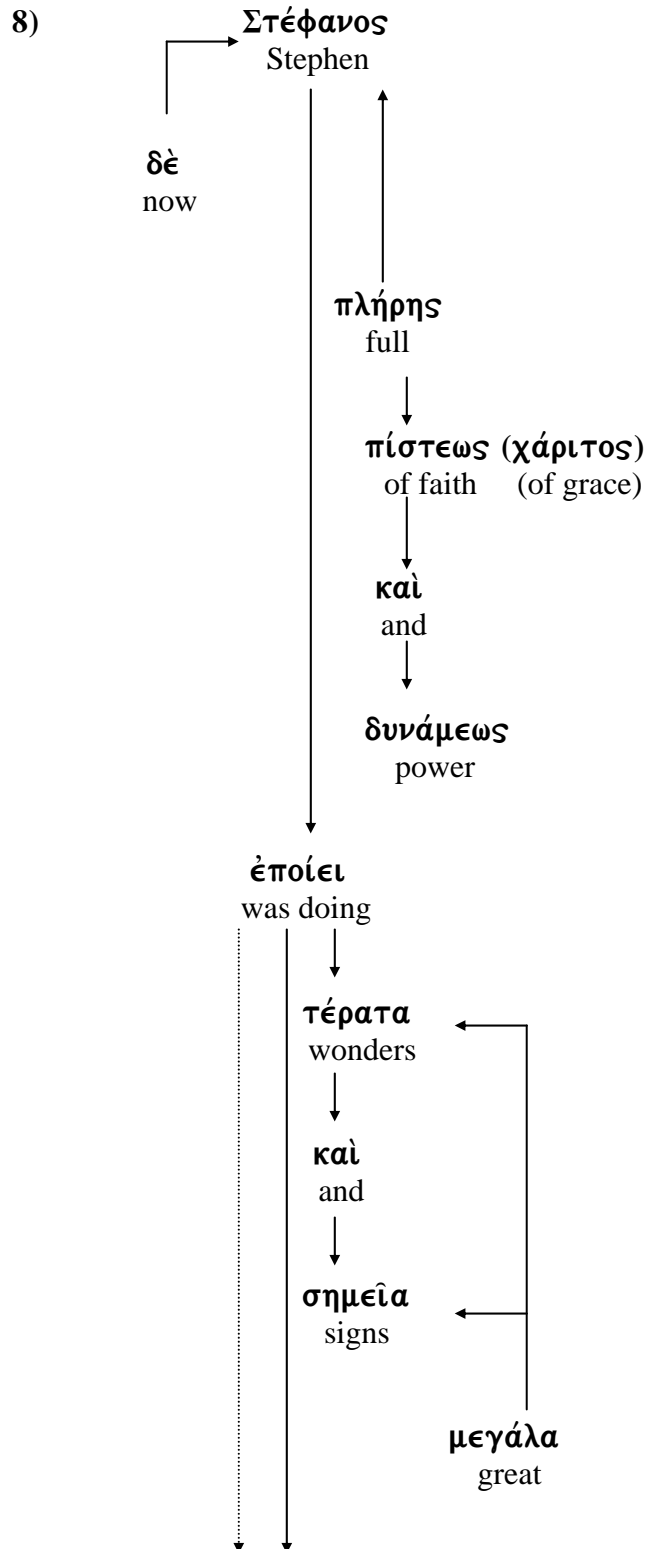 8) Στέφανος
Stephen
δὲ
now
πλήρης
full
πίστεως (χάριτος)
of faith (of grace)
καὶ
and
δυνάμεως
power
ἐποίει
was doing
τέρατα
wonders
καὶ
and
σημεῖα
signs
μεγάλα
great